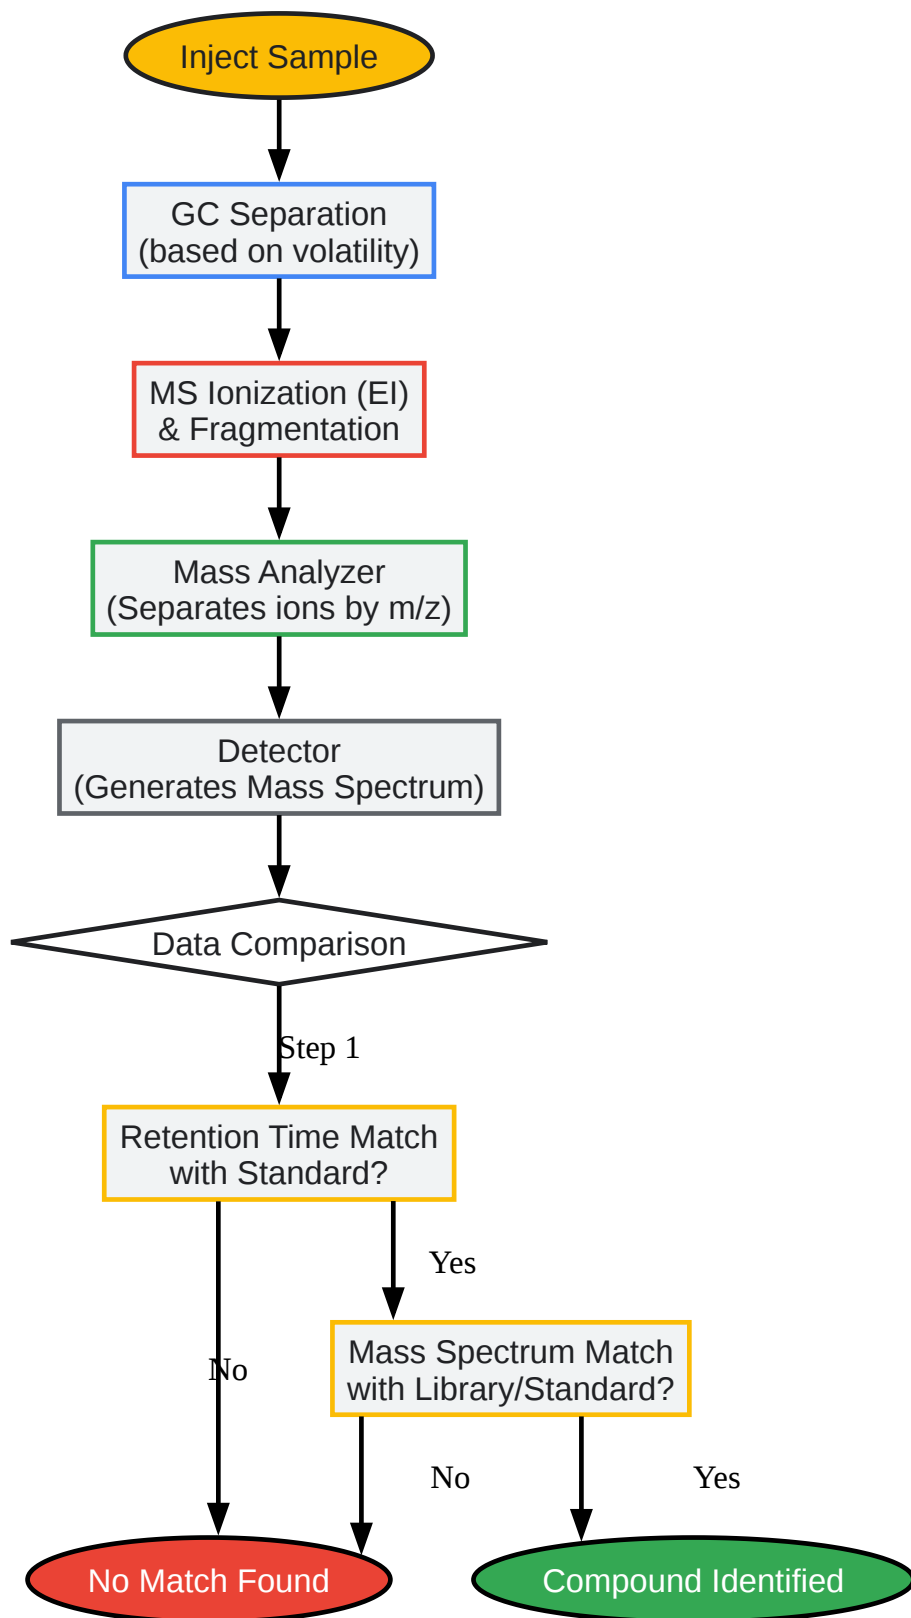 Inject Sample
GC Separation
(based on volatility)
MS Ionization (EI)
& Fragmentation
Mass Analyzer
(Separates ions by m/z)
Detector
(Generates Mass Spectrum)
Data Comparison
Step 1
Retention Time Match
with Standard?
Yes
Mass Spectrum Match
with Library/Standard?
No
No
Yes
No Match Found
Compound Identified